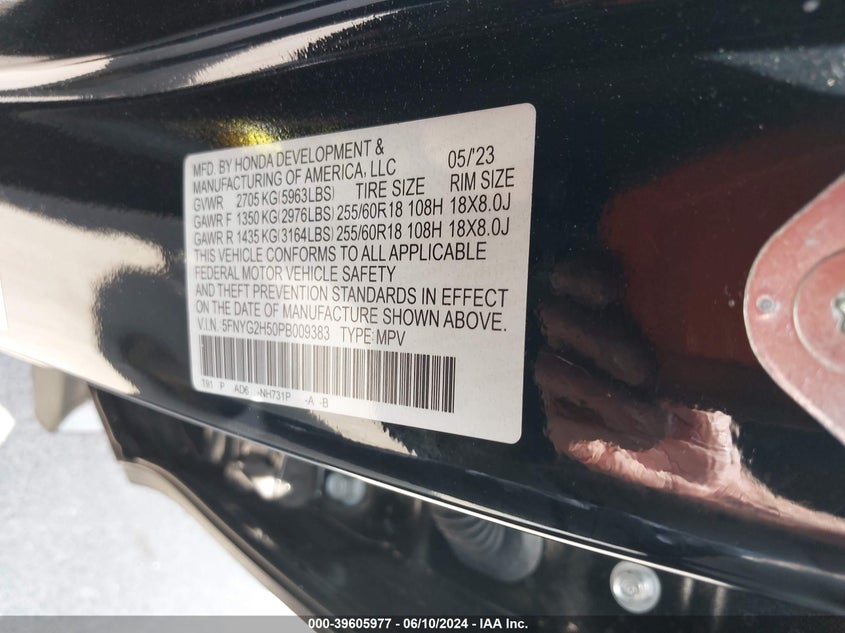 MFD. BY HONDA DEVELOPMENT & 05/'23
MANUFACTURING OF AMERICA, LLC
GVWR 2705 KG(5963LBS) TIRE SIZE RIM SIZE
GAWR F 1350 KG(2976LBS) 255/60R18 108H 18X8.0J
GAWR R 1435 KG(3164LBS) 255/60R18 108H 18X8.0J
THIS VEHICLE CONFORMS TO ALL APPLICABLE
FEDERAL MOTOR VEHICLE SAFETY
AND THEFT PREVENTION STANDARDS IN EFFECT
ON THE DATE OF MANUFACTURE SHOWN ABOVE.
V.I.N.: 5FNYG2H50PB009383 TYPE:MPV
T91 P AD6 -NH731P -A -B
000-39605977 - 06/10/2024 - IAA Inc.